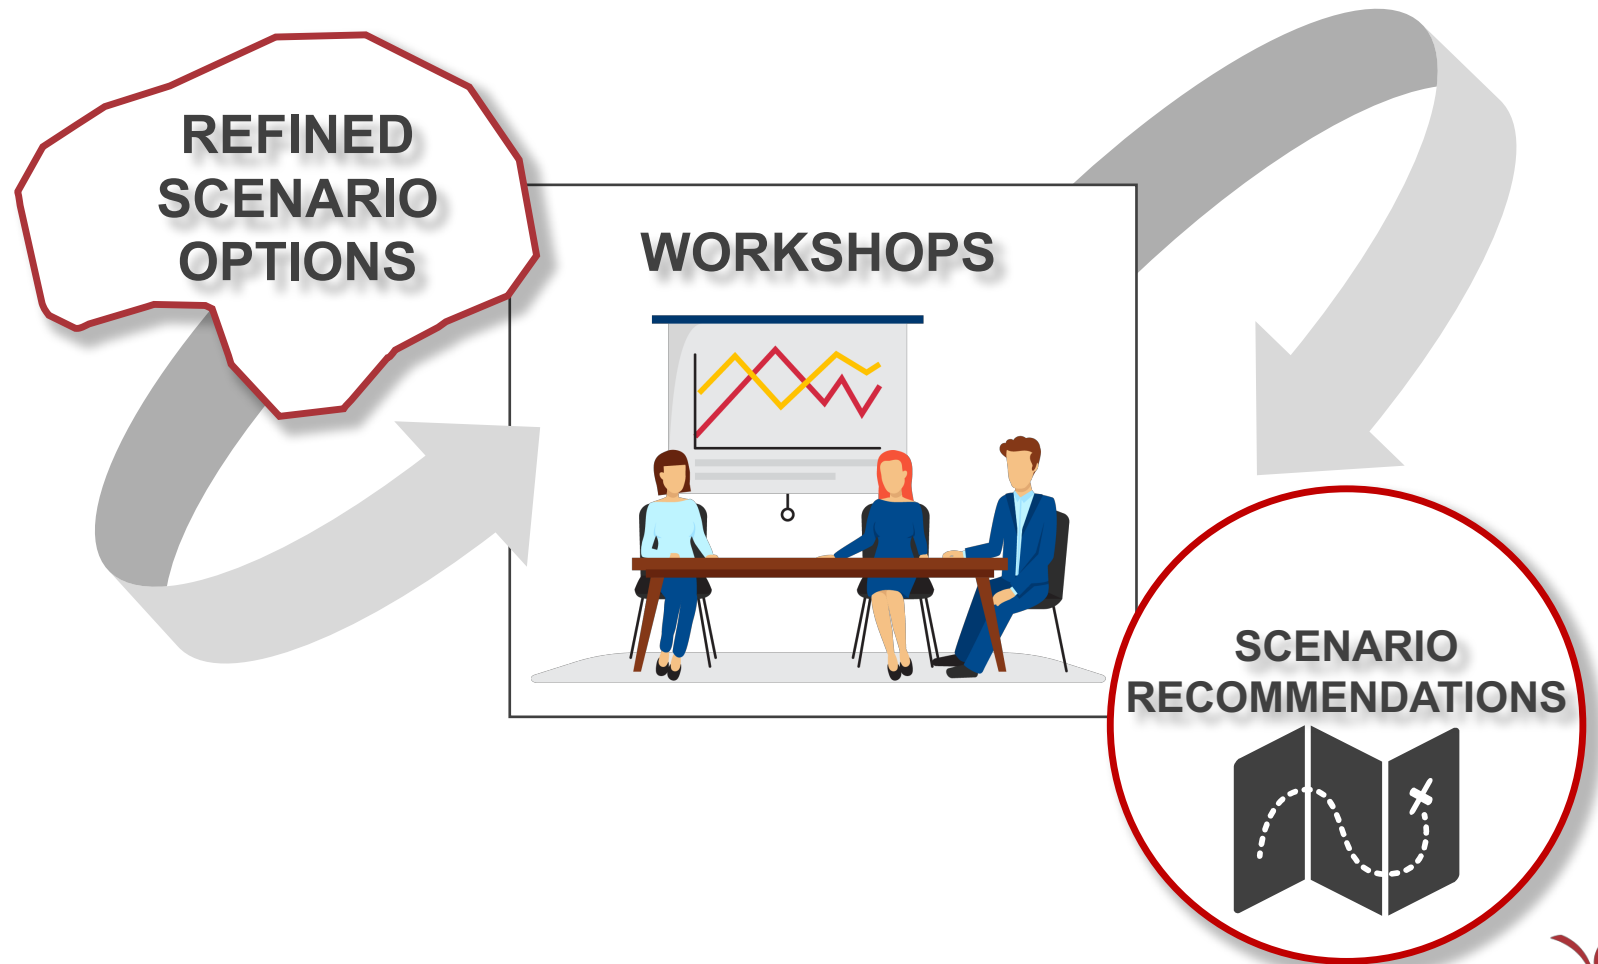 REFINED
SCENARIO
OPTIONS
WORKSHOPS
SCENARIO
RECOMMENDATIONS